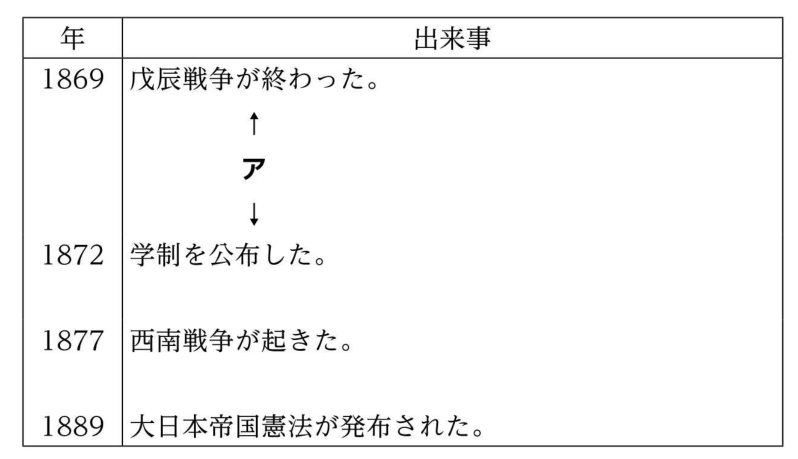 年 出来事
1869 戊辰戦争が終わった。
↑
ア
↓
1872 学制を公布した。
1877 西南戦争が起きた。
1889 大日本帝国憲法が発布された。